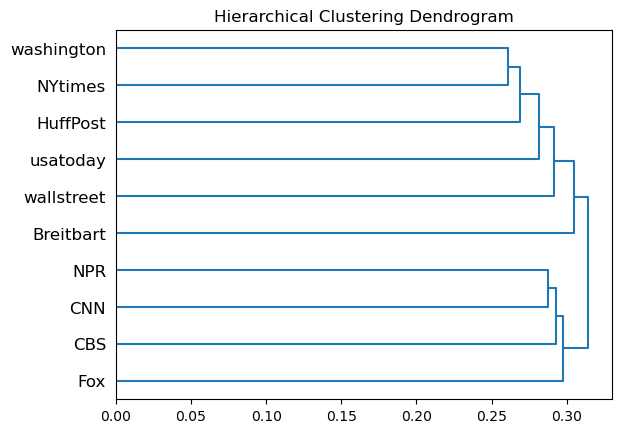 Hierarchical Clustering Dendrogram
washington
NYtimes
HuffPost
usatoday
wallstreet
Breitbart
NPR
CNN
CBS
Fox
0.00 0.05 0.10 0.15 0.20 0.25 0.30